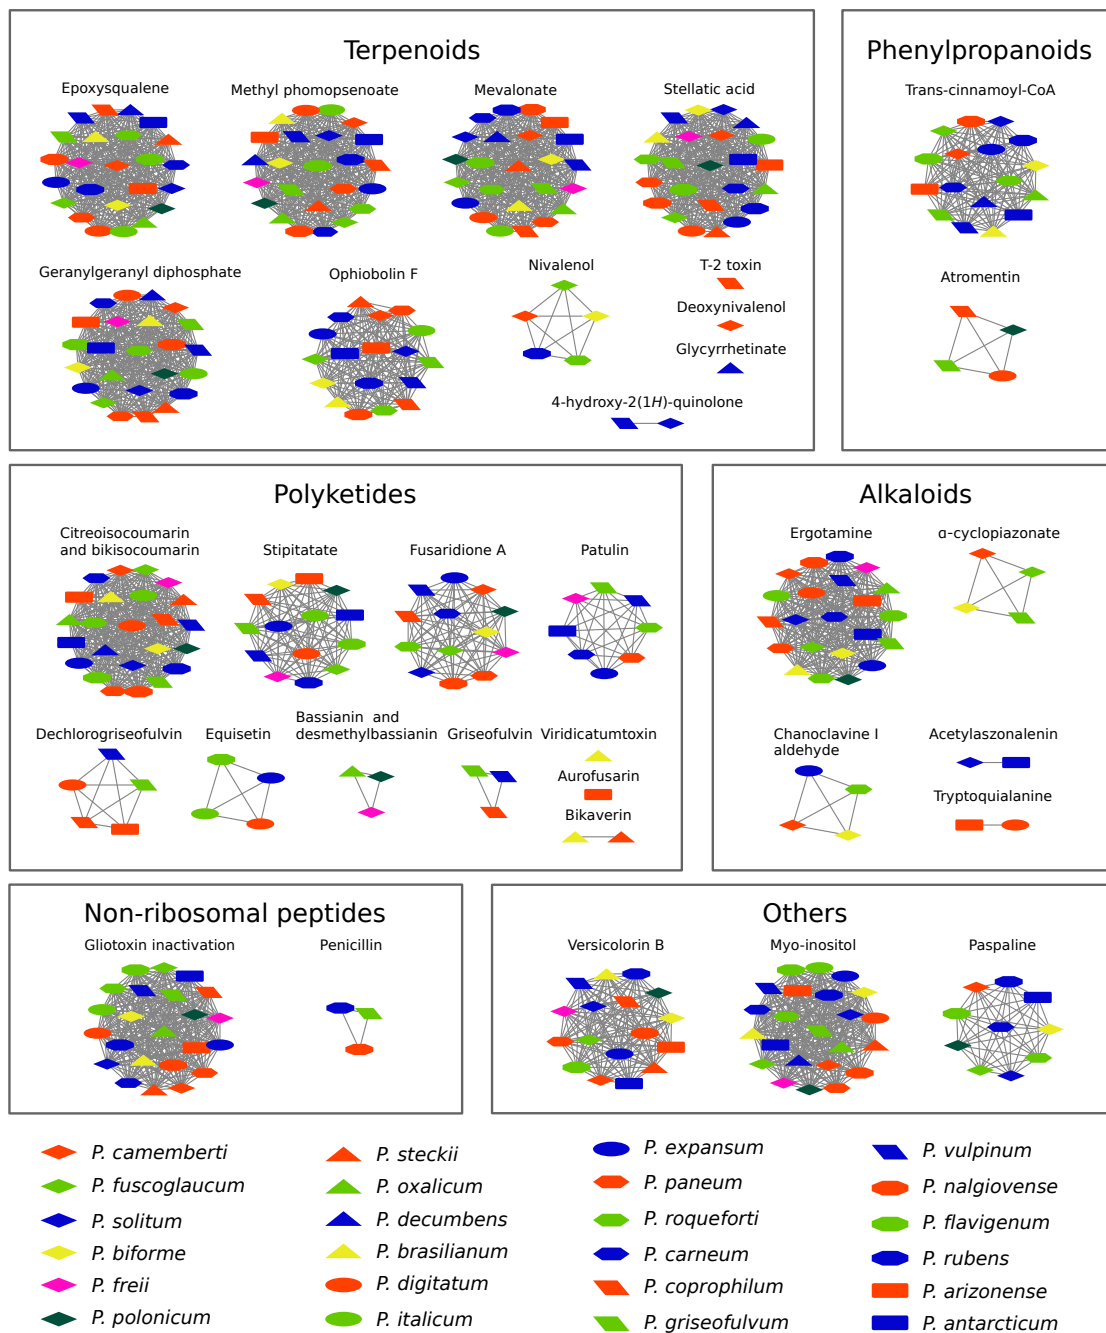 Terpenoids
Phenylpropanoids
Epoxysqualene
Methyl phomopsenoate
Mevalonate
Stellatic acid
Trans-cinnamoyl-CoA
Geranylgeranyl diphosphate
Ophiobolin F
Nivalenol
T-2 toxin
Deoxynivalenol
Glycyrrhetinate
4-hydroxy-2(1H)-quinolone
Atromentin
Polyketides
Alkaloids
Citreoisocoumarin
and bikisocoumarin
Stipitatate
Fusaridione A
Patulin
Ergotamine
α-cyclopiazonate
Dechlorogriseofulvin
Equisetin
Bassianin and
desmethylbassianin
Griseofulvin
Viridicatumtoxin
Aurofusarin
Bikaverin
Chanoclavine I
aldehyde
Acetylaszonalenin
Tryptoquialanine
Non-ribosomal peptides
Others
Gliotoxin inactivation
Penicillin
Versicolorin B
Myo-inositol
Paspaline
P. camemberti
P. fuscoglaucum
P. solitum
P. biforme
P. freii
P. polonicum
P. steckii
P. oxalicum
P. decumbens
P. brasilianum
P. digitatum
P. italicum
P. expansum
P. paneum
P. roqueforti
P. carneum
P. coprophilum
P. griseofulvum
P. vulpinum
P. nalgiovense
P. flavigenum
P. rubens
P. arizonense
P. antarcticum